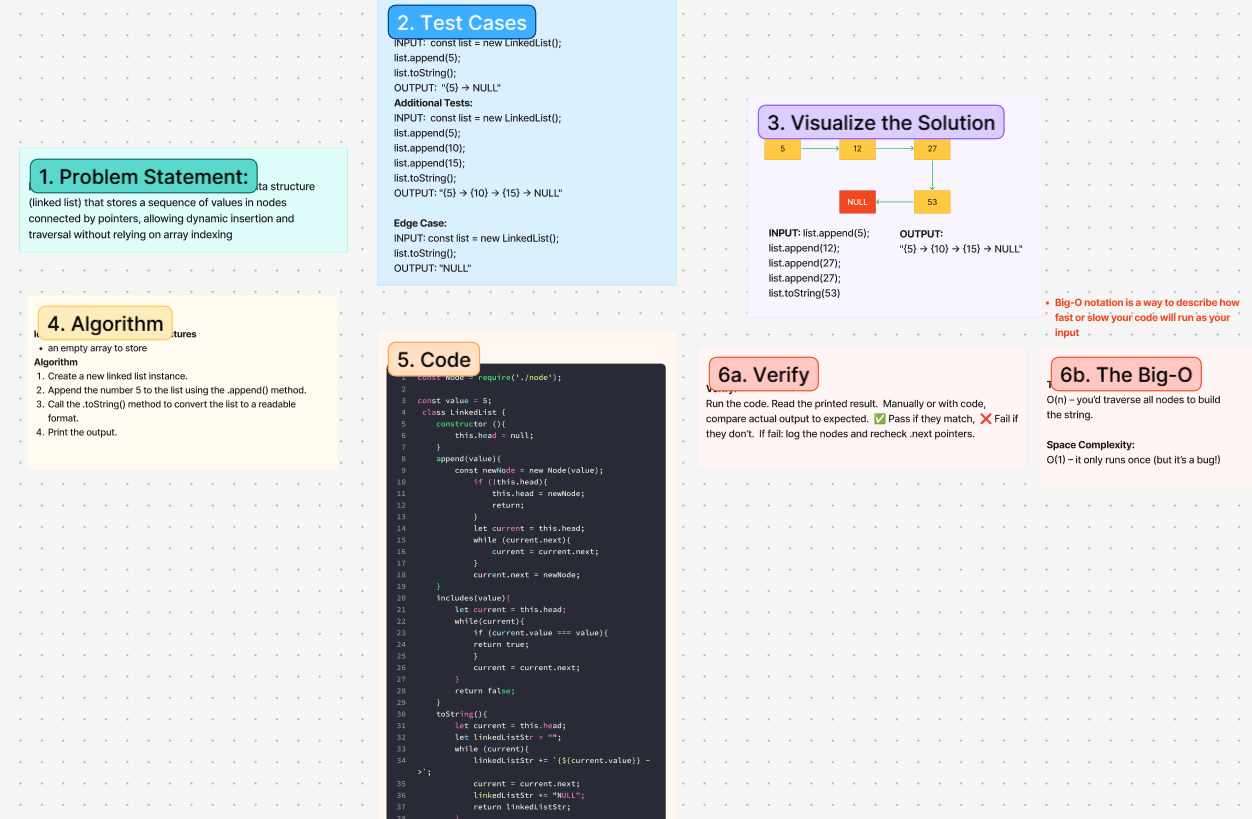 1. Problem Statement:
ata structure
(linked list) that stores a sequence of values in nodes
connected by pointers, allowing dynamic insertion and
traversal without relying on array indexing
2. Test Cases
INPUT:  const list = new LinkedList();
list.append(5);
list.toString();
OUTPUT:  "{5} → NULL"
Additional Tests:
INPUT:  const list = new LinkedList();
list.append(5);
list.append(10);
list.append(15);
list.toString();
OUTPUT: "{5} → {10} → {15} → NULL"
Edge Case:
INPUT: const list = new LinkedList();
list.toString();
OUTPUT: "NULL"
3. Visualize the Solution
5
12
27
NULL
53
INPUT: list.append(5);
list.append(12);
list.append(27);
list.append(27);
list.toString(53)
OUTPUT:
"{5} → {10} → {15} → NULL"
4. Algorithm
ctures
• an empty array to store
Algorithm
1. Create a new linked list instance.
2. Append the number 5 to the list using the .append() method.
3. Call the .toString() method to convert the list to a readable
format.
4. Print the output.
5. Code
1 const Node = require('./node');
2
3 const value = 5;
4 class LinkedList {
5 constructor (){
6 this.head = null;
7 }
8 append(value){
9 const newNode = new Node(value);
10 if (!this.head){
11 this.head = newNode;
12 return;
13 }
14 let current = this.head;
15 while (current.next){
16 current = current.next;
17 }
18 current.next = newNode;
19 }
20 includes(value){
21 let current = this.head;
22 while(current){
23 if (current.value === value){
24 return true;
25 }
26 current = current.next;
27 }
28 return false;
29 }
30 toString(){
31 let current = this.head;
32 let linkedListStr = "";
33 while (current){
34 linkedListStr += `{${current.value}} -
>`;
35 current = current.next;
36 linkedListStr += "NULL";
37 return linkedListStr;
38 }
6a. Verify
Run the code. Read the printed result.  Manually or with code,
compare actual output to expected.  ✅ Pass if they match, ❌ Fail if
they don't.  If fail: log the nodes and recheck .next pointers.
• Big-O notation is a way to describe how
fast or slow your code will run as your
input
6b. The Big-O
O(n) – you'd traverse all nodes to build
the string.
Space Complexity:
O(1) – it only runs once (but it's a bug!)